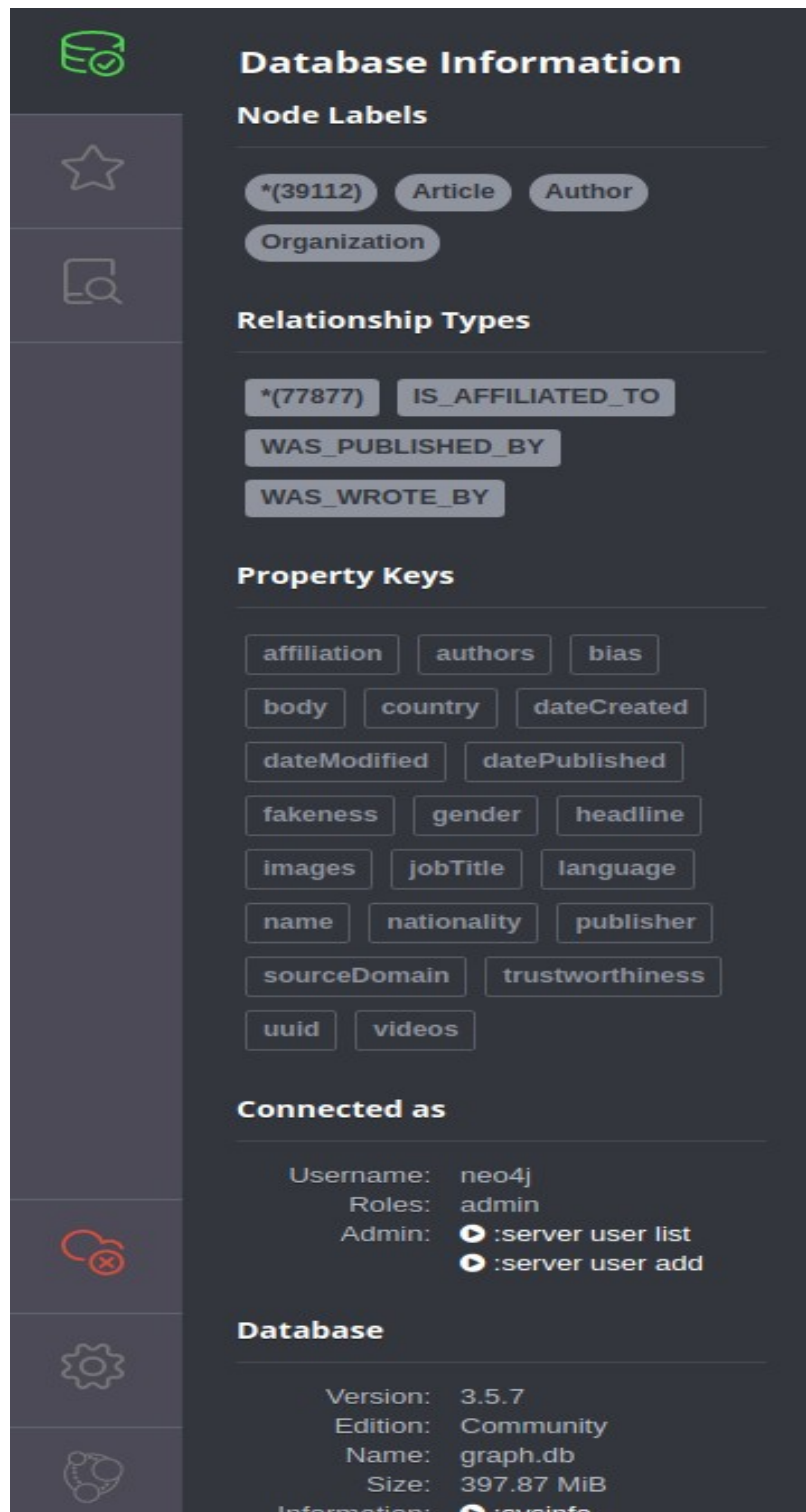 Database Information
Node Labels
*(39112) Article Author
Organization
Relationship Types
*(77877) IS_AFFILIATED_TO
WAS_PUBLISHED_BY
WAS_WROTE_BY
Property Keys
affiliation authors bias
body country dateCreated
dateModified datePublished
fakeness gender headline
images jobTitle language
name nationality publisher
sourceDomain trustworthiness
uuid videos
Connected as
Username: neo4j
Roles: admin
Admin: :server user list
:server user add
Database
Version: 3.5.7
Edition: Community
Name: graph.db
Size: 397.87 MiB
Information: :sysinfo